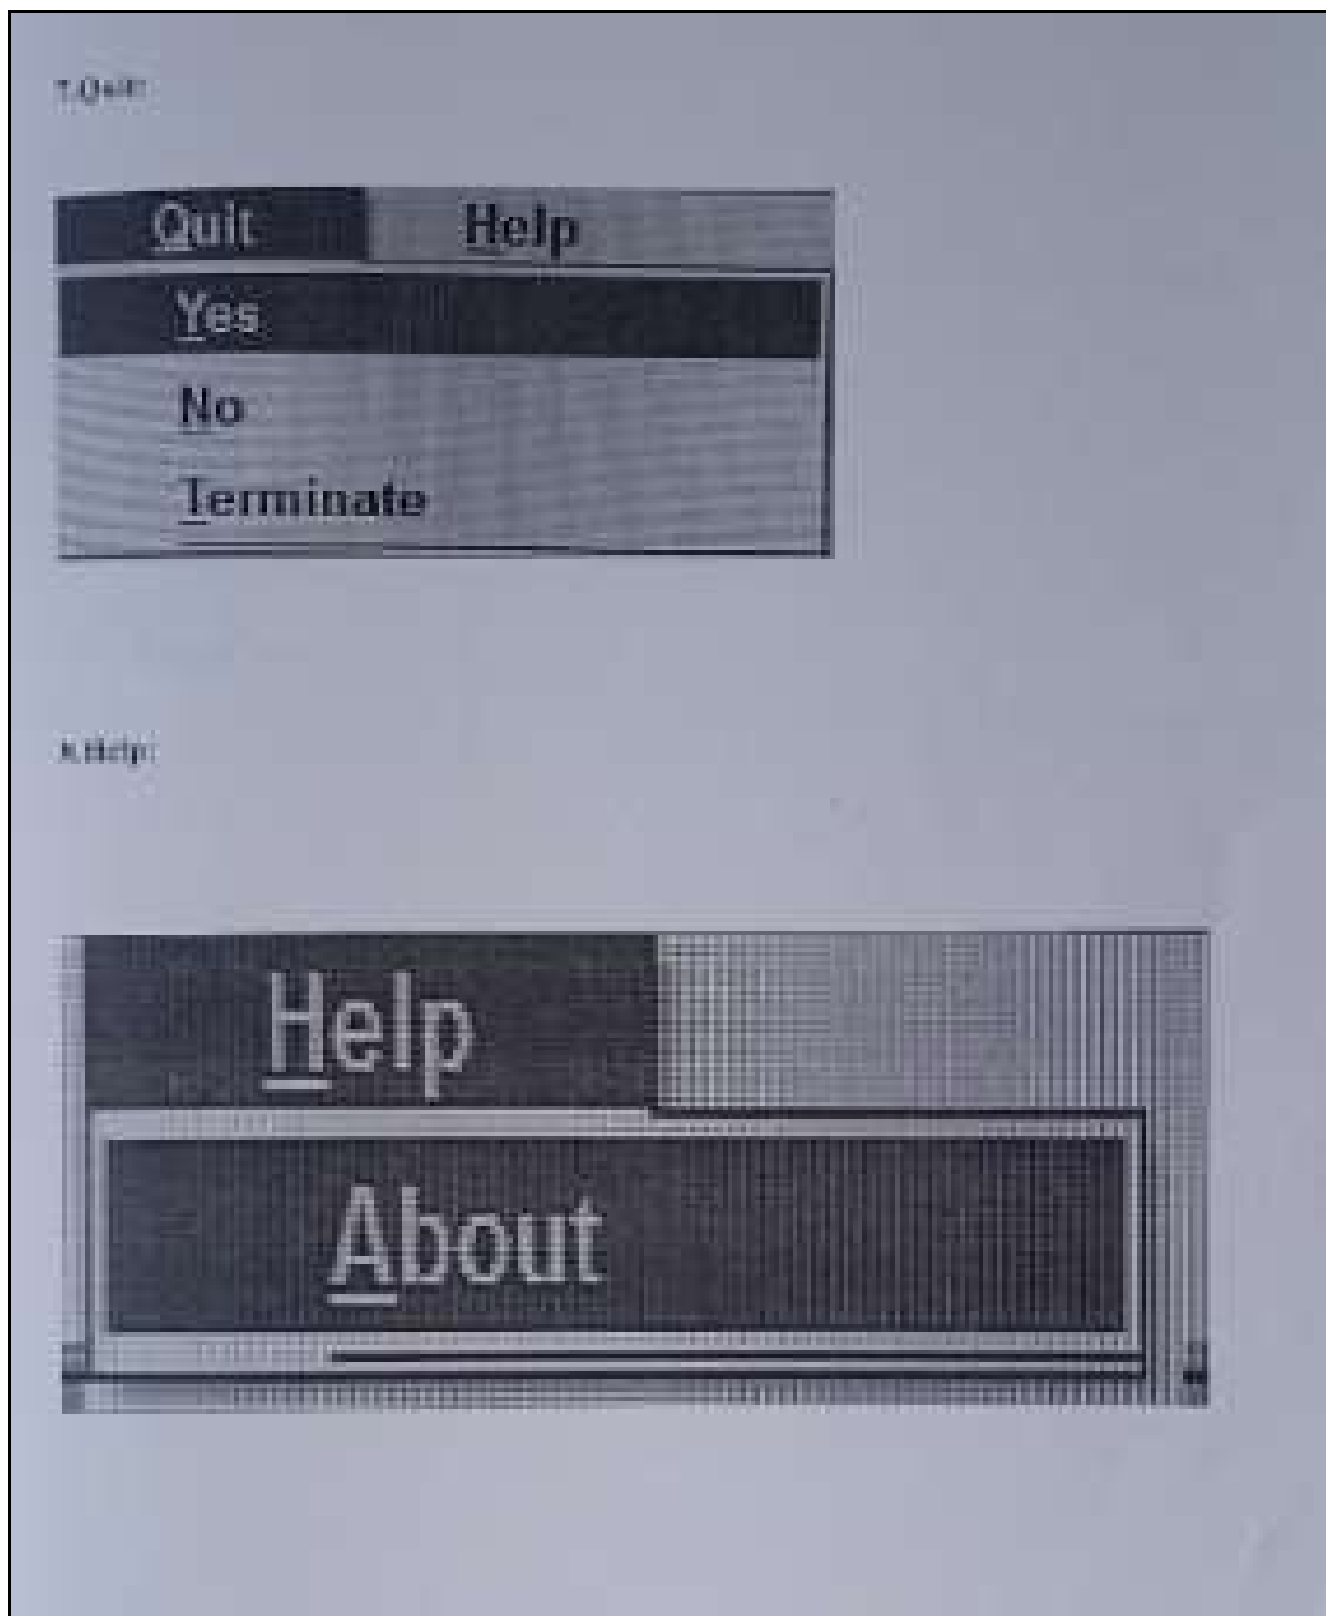 7.Quit:
Quit Help
Yes
No
Terminate
8.Help:
Help
About